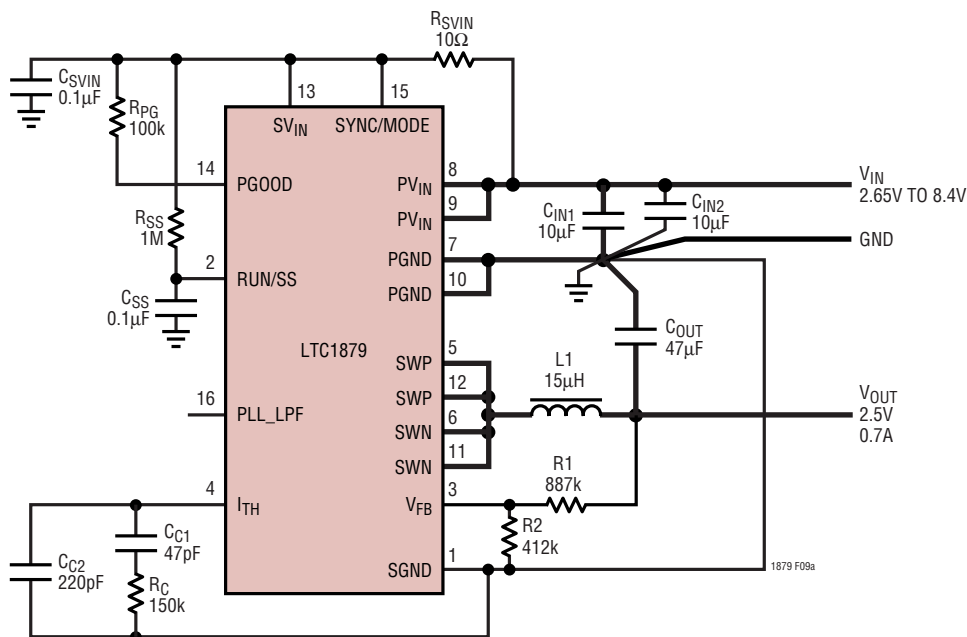 RSVIN
10Ω
CSVIN
0.1µF
RPG
100k
13
15
SVIN
SYNC/MODE
14
PGOOD
PVIN
8
VIN
2.65V TO 8.4V
PVIN
9
CIN1
10µF
CIN2
10µF
RSS
1M
GND
2
RUN/SS
PGND
7
PGND
10
CSS
0.1µF
LTC1879
COUT
47µF
SWP
5
L1
15µH
SWP
12
16
PLL_LPF
SWN
6
VOUT
2.5V
0.7A
SWN
11
R1
887k
4
ITH
VFB
3
CC1
47pF
R2
412k
CC2
220pF
RC
150k
SGND
1
1879 F09a